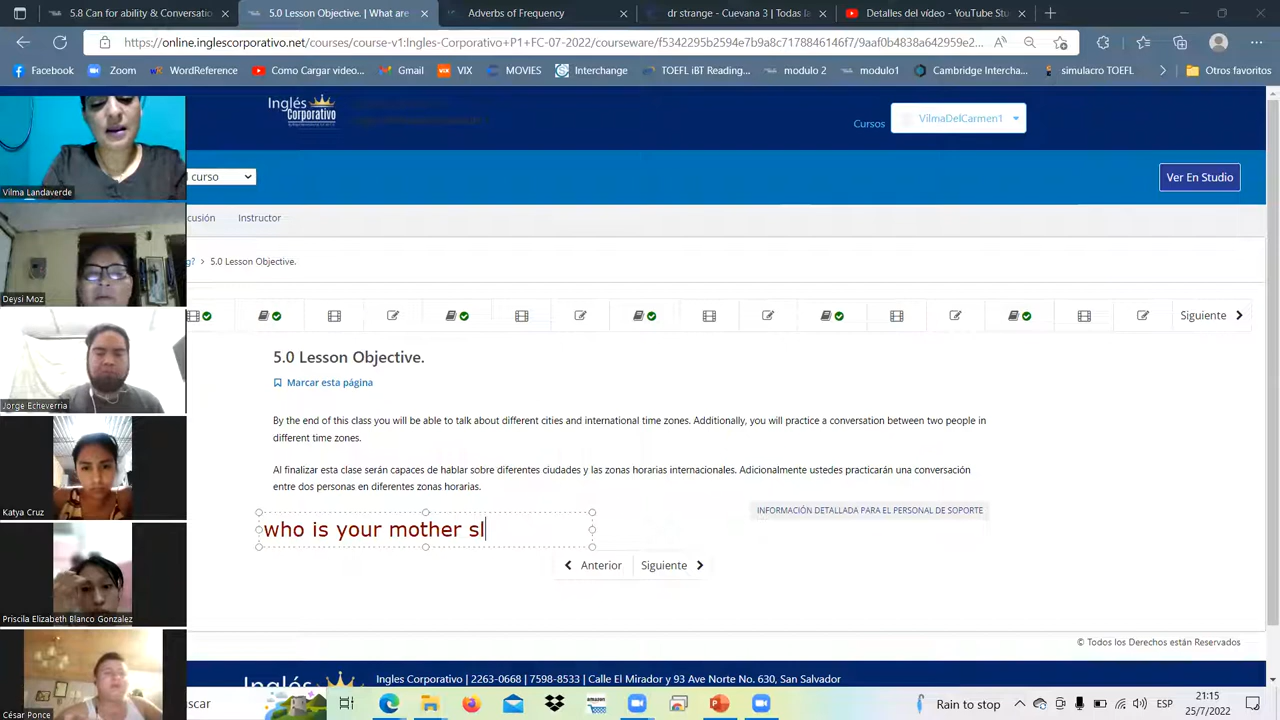 5.8 Can for ability & Conversatio
5.0 Lesson Objective. | What are
Adverbs of Frequency
dr strange - Cuevana 3 | Todas la
Detalles del vídeo - YouTube Stu
https://online.inglescorporativo.net/courses/course-v1:Ingles-Corporativo+P1+FC-07-2022/courseware/f5342295b2594e7b9a8c7178846146f7/9aaf0b4838a642959e2...
Facebook
Zoom
WordReference
Como Cargar video...
Gmail
VIX
MOVIES
Interchange
TOEFL iBT Reading...
modulo 2
modulo1
Cambridge Intercha...
simulacro TOEFL
Otros favoritos
Inglés
Corporativo
Cursos
VilmaDelCarmen1
l curso
Ver En Studio
cusión
Instructor
g? > 5.0 Lesson Objective.
Siguiente
5.0 Lesson Objective.
Marcar esta página
By the end of this class you will be able to talk about different cities and international time zones. Additionally, you will practice a conversation between two people in
different time zones.
Al finalizar esta clase serán capaces de hablar sobre diferentes ciudades y las zonas horarias internacionales. Adicionalmente ustedes practicarán una conversación
entre dos personas en diferentes zonas horarias.
INFORMACIÓN DETALLADA PARA EL PERSONAL DE SOPORTE
who is your mother sl
Anterior
Siguiente
© Todos los Derechos están Reservados
Inglés
Ingles Corporativo | 2263-0668 | 7598-8533 | Calle El Mirador y 93 Ave Norte No. 630, San Salvador
Vilma Landaverde
Deysi Moz
Jorge Echeverria
Katya Cruz
Priscila Elizabeth Blanco Gonzalez
César Ponce
scar
Rain to stop
ESP
21:15
25/7/2022